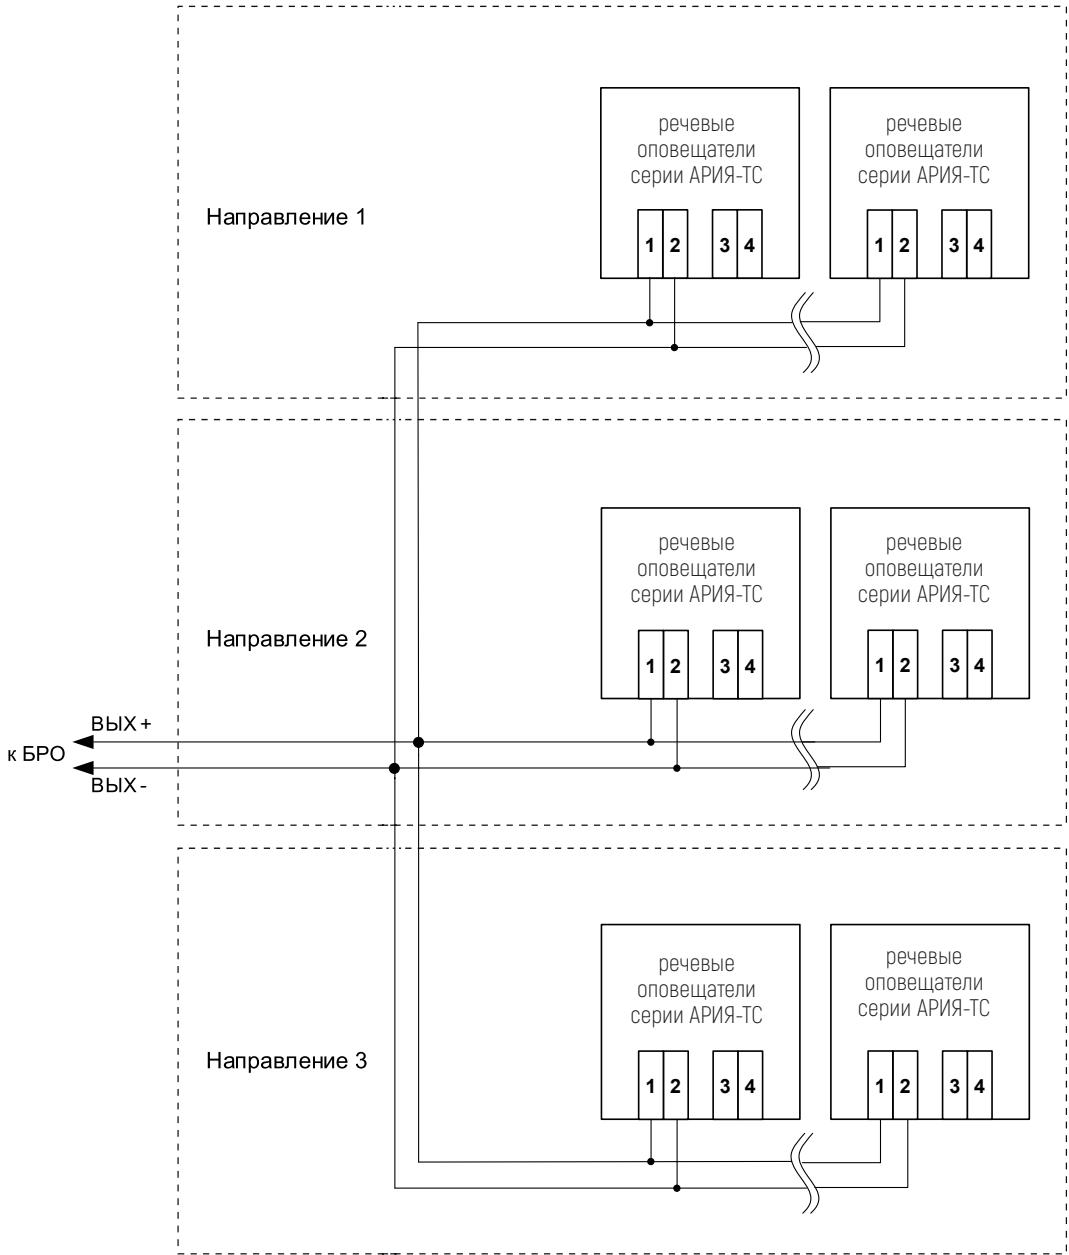 речевые
оповещатели
серии АРИЯ-ТС
речевые
оповещатели
серии АРИЯ-ТС
Направление 1
1 2 3 4
1 2 3 4
речевые
оповещатели
серии АРИЯ-ТС
речевые
оповещатели
серии АРИЯ-ТС
Направление 2
1 2 3 4
1 2 3 4
ВЫХ +
к БРО
ВЫХ -
речевые
оповещатели
серии АРИЯ-ТС
речевые
оповещатели
серии АРИЯ-ТС
Направление 3
1 2 3 4
1 2 3 4